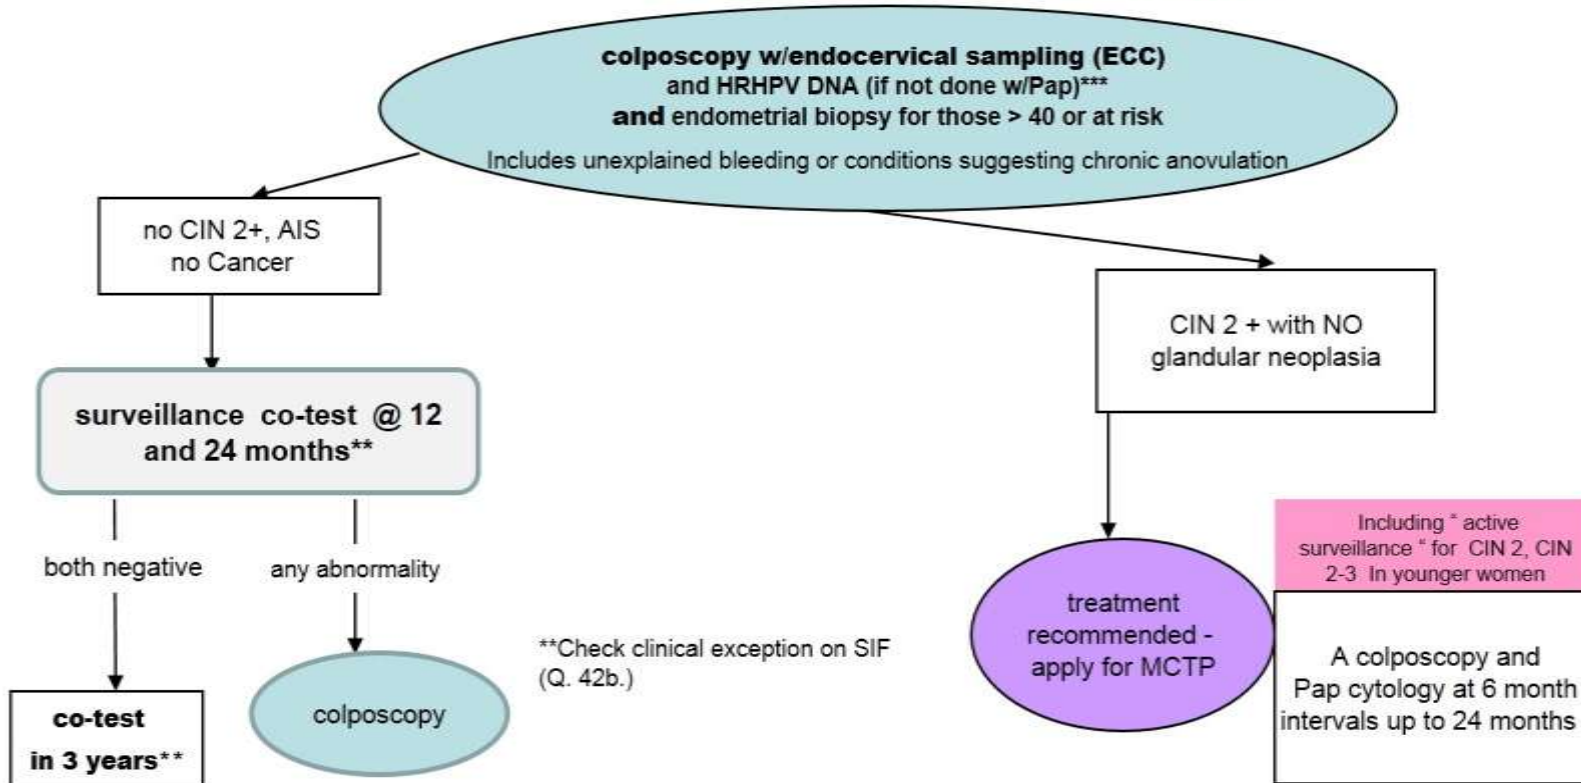 colposcopy w/endocervical sampling (ECC)
and HRHPV DNA (if not done w/Pap)***
and endometrial biopsy for those > 40 or at risk
Includes unexplained bleeding or conditions suggesting chronic anovulation
no CIN 2+, AIS
no Cancer
CIN 2 + with NO
glandular neoplasia
surveillance co-test @ 12
and 24 months**
both negative
any abnormality
co-test
in 3 years**
colposcopy
**Check clinical exception on SIF
(Q. 42b.)
treatment
recommended -
apply for MCTP
Including “ active
surveillance “ for CIN 2, CIN
2-3 In younger women
A colposcopy and
Pap cytology at 6 month
intervals up to 24 months